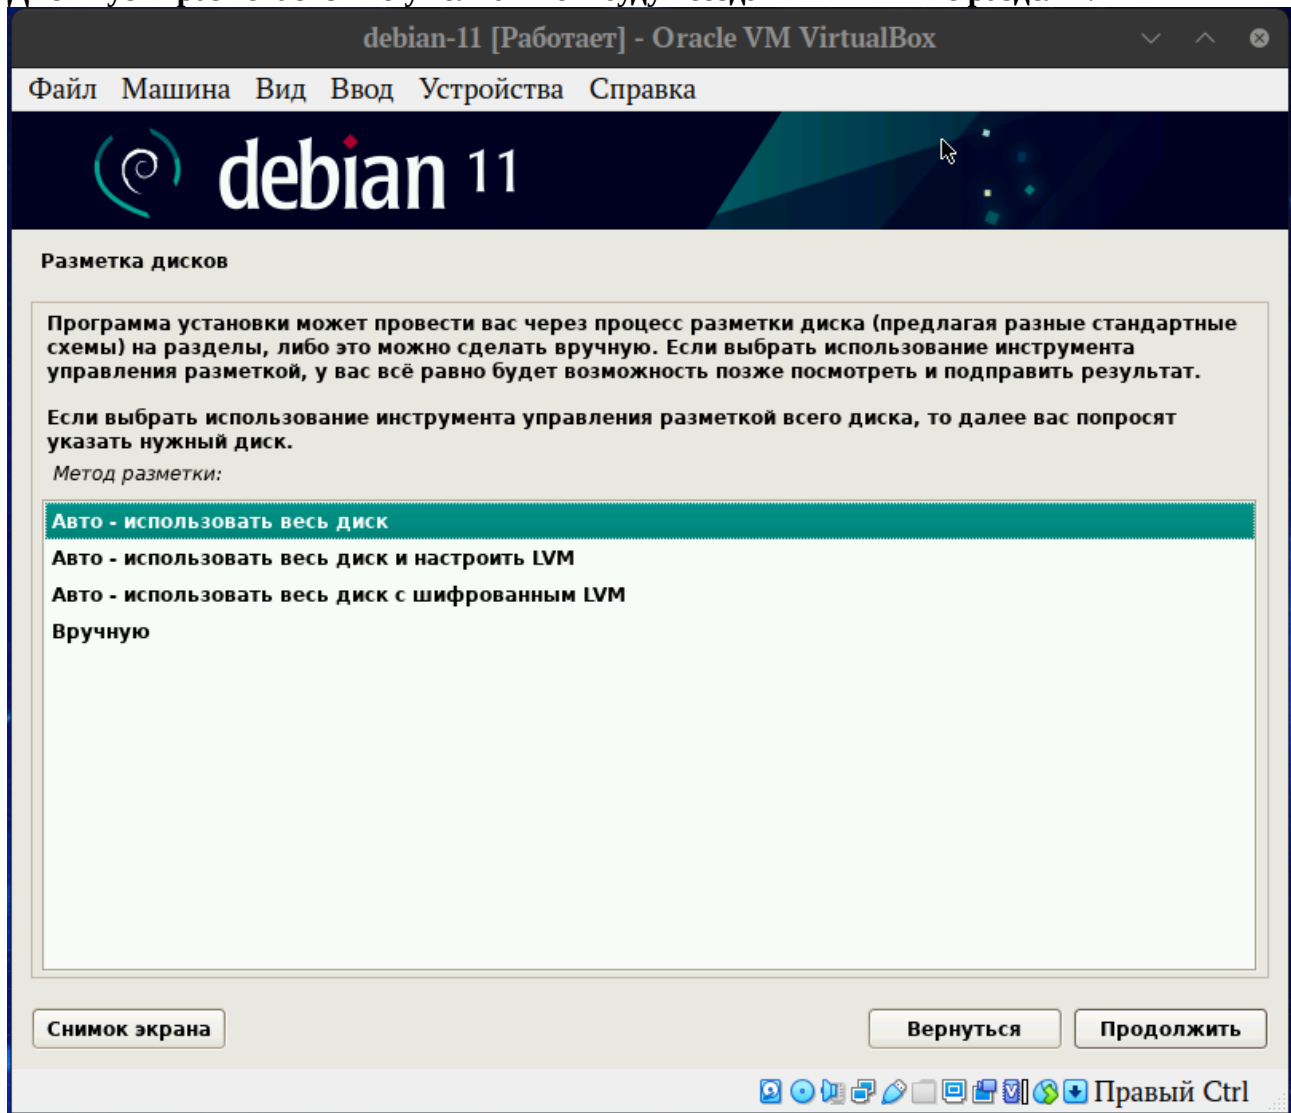 debian-11 [Работает] - Oracle VM VirtualBox
Файл Машина Вид Ввод Устройства Справка
debian 11
Разметка дисков
Программа установки может провести вас через процесс разметки диска (предлагая разные стандартные
схемы) на разделы, либо это можно сделать вручную. Если выбрать использование инструмента
управления разметкой, у вас всё равно будет возможность позже посмотреть и подправить результат.
Если выбрать использование инструмента управления разметкой всего диска, то далее вас попросят
указать нужный диск.
Метод разметки:
Авто - использовать весь диск
Авто - использовать весь диск и настроить LVM
Авто - использовать весь диск с шифрованным LVM
Вручную
Снимок экрана Вернуться Продолжить
Правый Ctrl